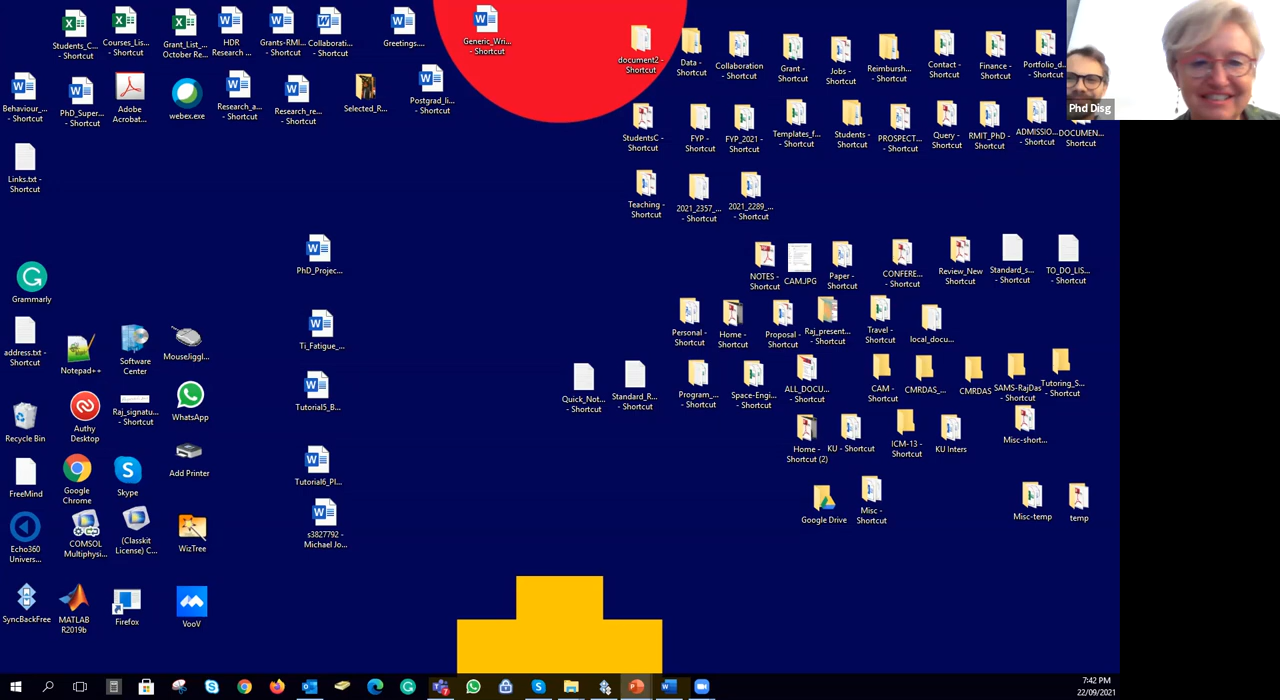 Students_C...
- Shortcut
Courses_Lis...
- Shortcut
Grant_List_...
October Re...
HDR
Research ...
Grants-RMI...
- Shortcut
Collaborati...
- Shortcut
Greetings....
Generic_Wri...
- Shortcut
document2 -
Shortcut
Data -
Shortcut
Collaboration
- Shortcut
Grant -
Shortcut
Jobs -
Shortcut
Reimbursh...
- Shortcut
Contact -
Shortcut
Finance -
Shortcut
Portfolio_d...
- Shortcut
Phd Disg
Behaviour_...
- Shortcut
PhD_Super...
- Shortcut
Adobe
Acrobat...
webex.exe
Research_a...
- Shortcut
Research_re...
- Shortcut
Selected_R...
Postgrad_li...
- Shortcut
StudentsC -
Shortcut
FYP -
Shortcut
FYP_2021 -
Shortcut
Templates_f...
- Shortcut
Students -
Shortcut
PROSPECT...
- Shortcut
Query -
Shortcut
RMIT_PhD -
Shortcut
ADMISSIO...
- Shortcut
DOCUMEN...
- Shortcut
Links.txt -
Shortcut
Teaching -
Shortcut
2021_2357_...
- Shortcut
2021_2289_...
- Shortcut
PhD_Projec...
NOTES -
Shortcut
CAM.JPG
Paper -
Shortcut
CONFERE...
- Shortcut
Review_New
- Shortcut
Standard_s...
- Shortcut
TO_DO_LIS...
- Shortcut
Grammarly
address.txt -
Shortcut
Notepad++
Software
Center
MouseJiggl...
Ti_Fatigue_...
Personal -
Shortcut
Home -
Shortcut
Proposal -
Shortcut
Raj_present...
- Shortcut
Travel -
Shortcut
local_docu...
Recycle Bin
Authy
Desktop
Raj_signatu...
- Shortcut
WhatsApp
Tutorial5_B...
Quick_Not...
- Shortcut
Standard_R...
- Shortcut
Program_...
- Shortcut
Space-Engi...
- Shortcut
ALL_DOCU...
- Shortcut
CAM -
Shortcut
CMRDAS_...
- Shortcut
CMRDAS
SAMS-RajDas
- Shortcut
Tutoring_S...
- Shortcut
Home -
Shortcut (2)
KU - Shortcut
ICM-13 -
Shortcut
KU Inters
Misc-short...
FreeMind
Google
Chrome
Skype
Add Printer
Tutorial6_Pl...
Google Drive
Misc -
Shortcut
Misc-temp
temp
Echo360
Univers...
COMSOL
Multiphysi...
(Classkit
License) C...
WizTree
s3827792 -
Michael Jo...
SyncBackFree
MATLAB
R2019b
Firefox
VooV
7:42 PM
22/09/2021